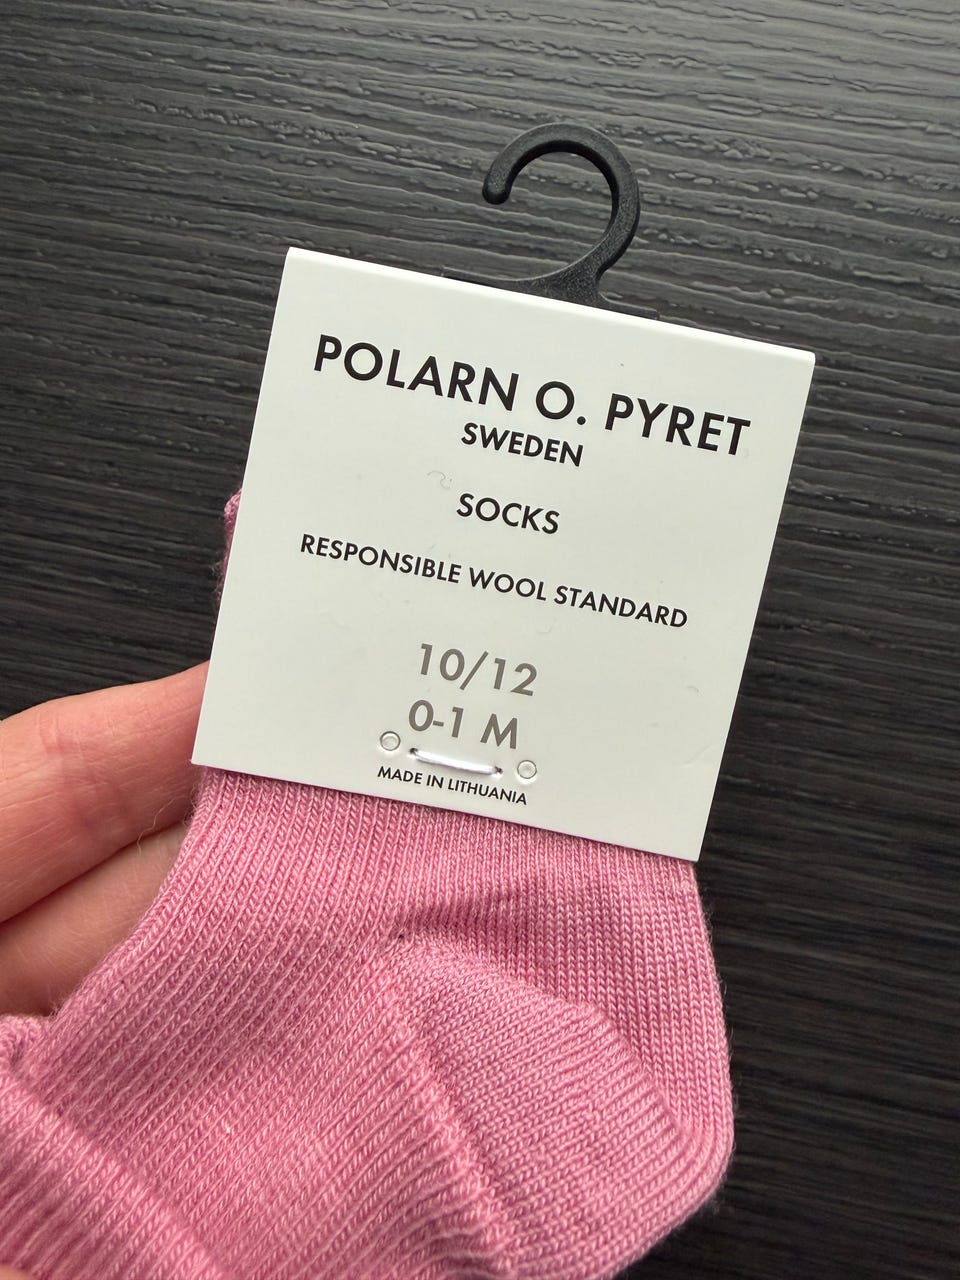 POLARN O. PYRET
SWEDEN
SOCKS
RESPONSIBLE WOOL STANDARD
10/12
0-1 M
MADE IN LITHUANIA